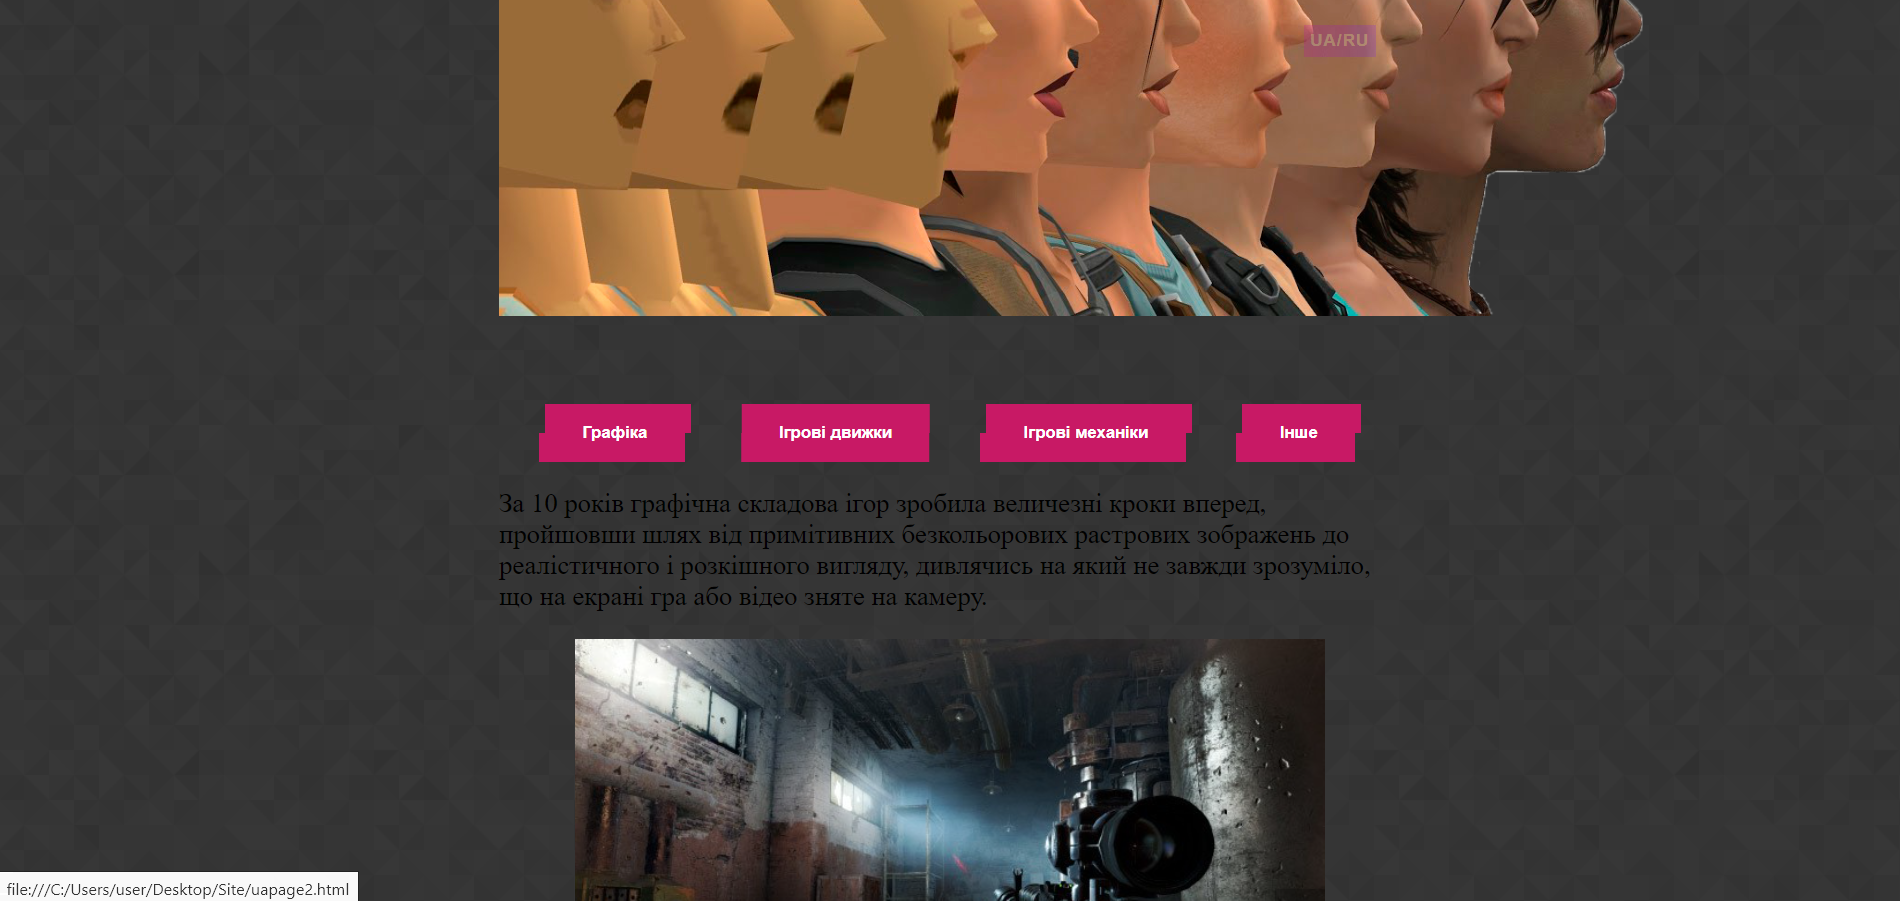 UA/RU
Графіка
Ігрові движки
Ігрові механіки
Інше
За 10 років графічна складова ігор зробила величезні кроки вперед,
пройшовши шлях від примітивних безкольорових растрових зображень до
реалістичного і розкішного вигляду, дивлячись на який не завжди зрозуміло,
що на екрані гра або відео зняте на камеру.
file:///C:/Users/user/Desktop/Site/uapage2.html